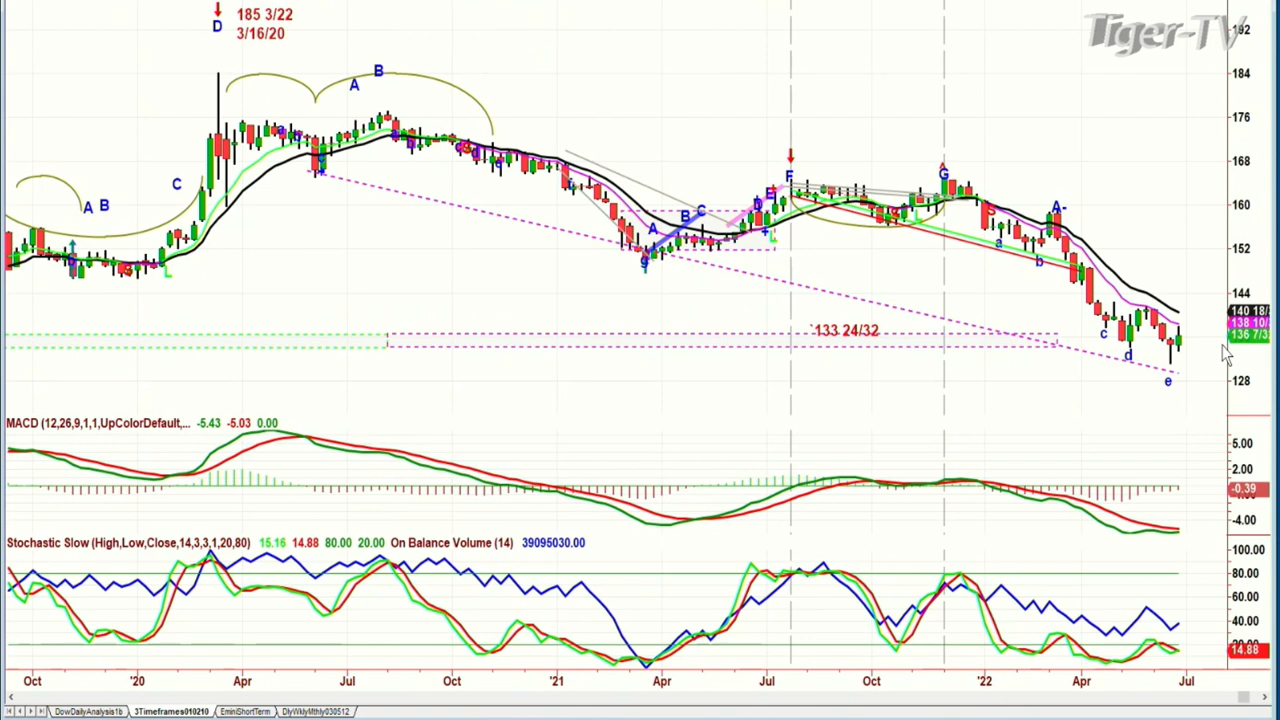 Tiger-TV
185 3/22
3/16/20
D
192
184
176
168
160
152
144
140 18/
138 10/
136 7/3
128
A B
C
A
B
A
B C
D
E
F
G
A-
L
L
a
b
c
d
e
`133 24/32
MACD (12,26,9,1,1,UpColorDefault,... -5.43 -5.03 0.00
5.00
2.00
-0.39
-4.00
Stochastic Slow (High,Low,Close,14,3,3,1,20,80) 15.16 14.88 80.00 20.00 On Balance Volume (14) 39095030.00
100.00
80.00
60.00
40.00
20.00
14.88
Oct '20 Apr Jul Oct '21 Apr Jul Oct '22 Apr Jul
DowDailyAnalysis1b 3Timeframes010210 EminiShortTerm DlyWklyMthly030512